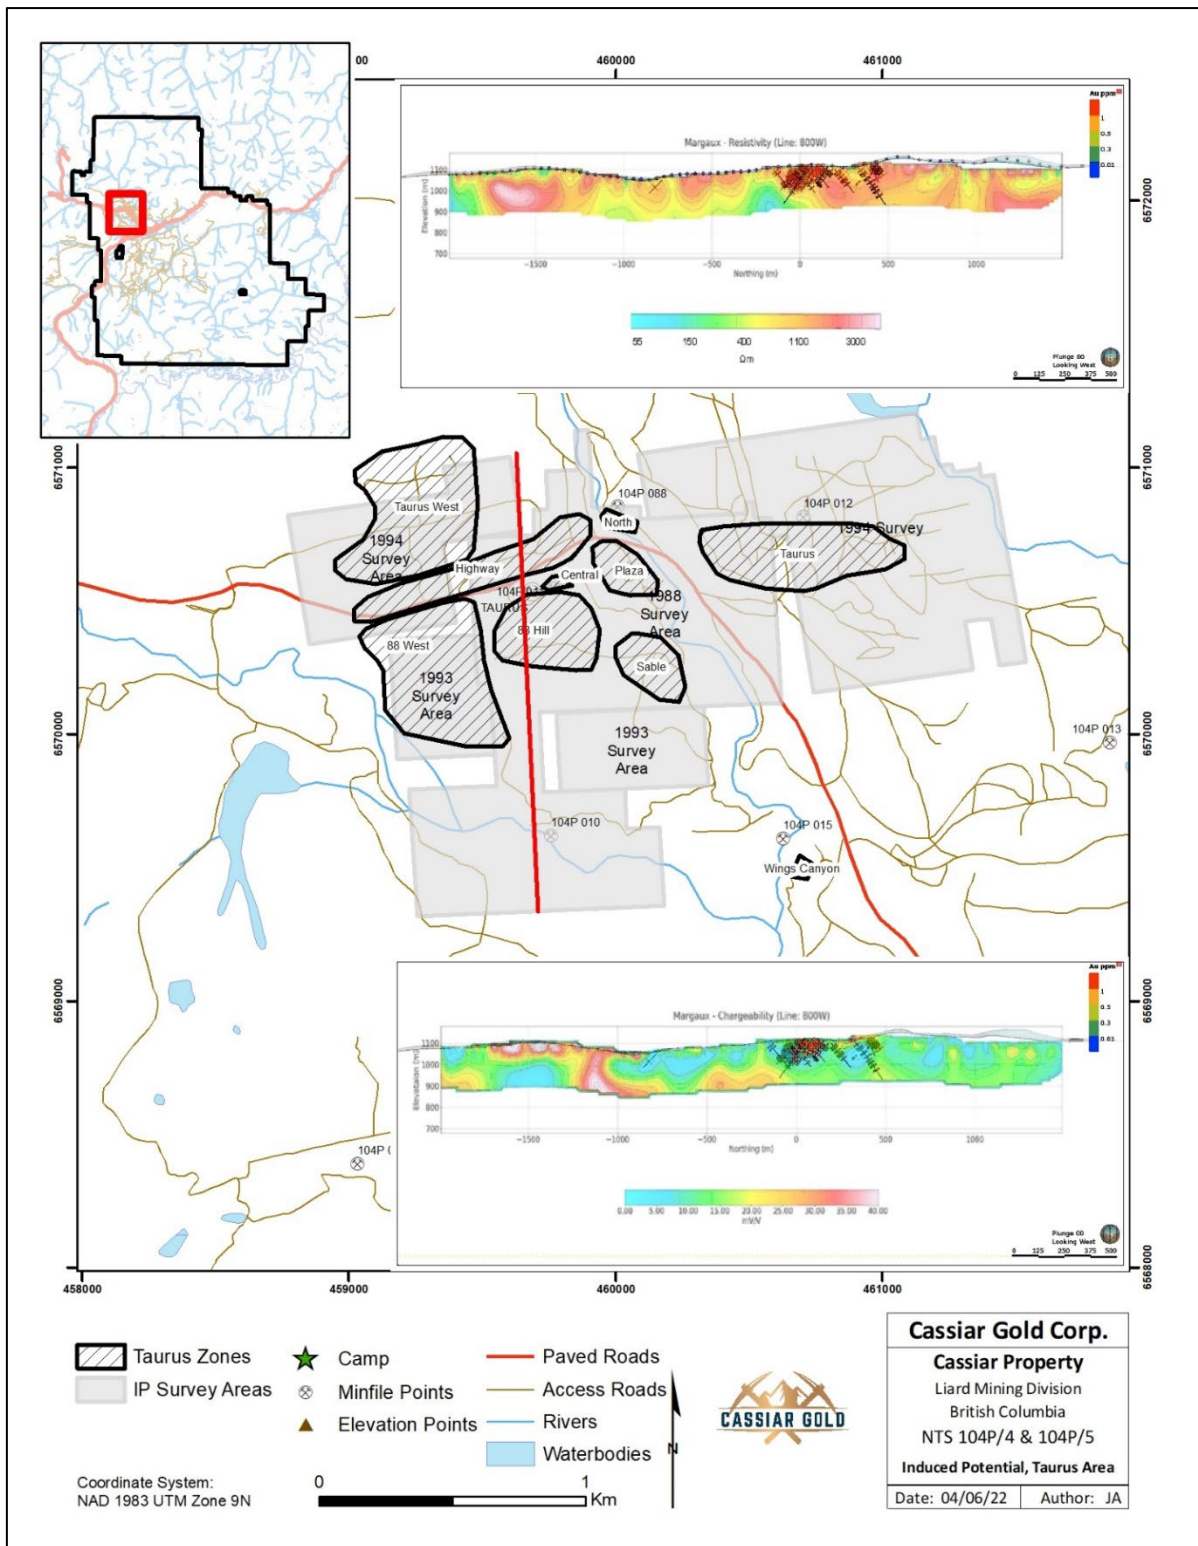 00
460000
461000
Au ppm
1
0.5
0.3
0.01
Margaux - Resistivity (Line: 800W)
Elevation (m)
1100
1000
900
800
700
−1500
−1000
−500
0
500
1000
Northing (m)
55
150
400
1100
3000
Ωm
Plunge 00
Looking West
0 125 250 375 500
6572000
6571000
6571000
104P 088
104P 012
Taurus West
North
1994 Survey
1994
Survey
Area
Highway
Central
Plaza
Taurus
104P 01
TAURUS
1988
Survey
Area
88 Hill
88 West
Sable
1993
Survey
Area
6570000
1993
Survey
Area
104P 013
6570000
104P 010
104P 015
Wings Canyon
6569000
6569000
Au ppm
1
0.5
0.3
0.01
Margaux - Chargeability (Line: 800W)
Elevation (m)
1100
1000
900
800
700
−1500
−1000
−500
0
500
1000
Northing (m)
104P 0
0.00
5.00
10.00
15.00
20.00
25.00
30.00
35.00
40.00
mV/V
Plunge 00
Looking West
0 125 250 375 500
6568000
6568000
458000
459000
460000
461000
Taurus Zones
IP Survey Areas
Camp
Minfile Points
Elevation Points
Paved Roads
Access Roads
Rivers
Waterbodies
N
CASSIAR GOLD
Coordinate System:
NAD 1983 UTM Zone 9N
0
1
Km
Cassiar Gold Corp.
Cassiar Property
Liard Mining Division
British Columbia
NTS 104P/4 & 104P/5
Induced Potential, Taurus Area
Date: 04/06/22
Author: JA